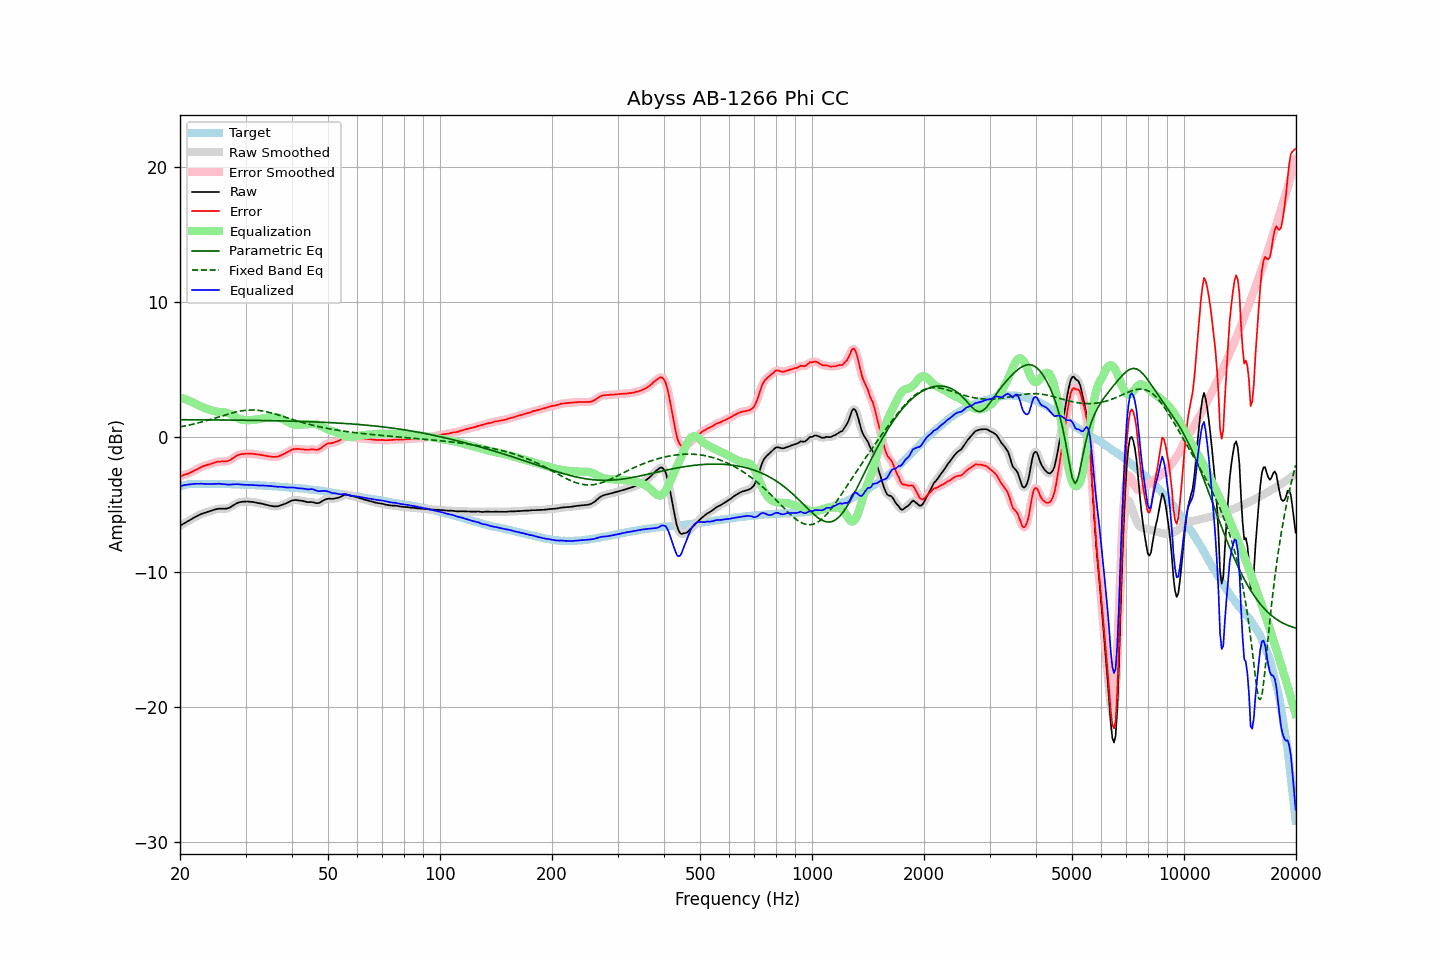 Abyss AB-1266 Phi CC
Target
Raw Smoothed
Error Smoothed
Raw
Error
Equalization
Parametric Eq
Fixed Band Eq
Equalized
Amplitude (dBr)
20
10
0
−10
−20
−30
20 50 100 200 500 1000 2000 5000 10000 20000
Frequency (Hz)